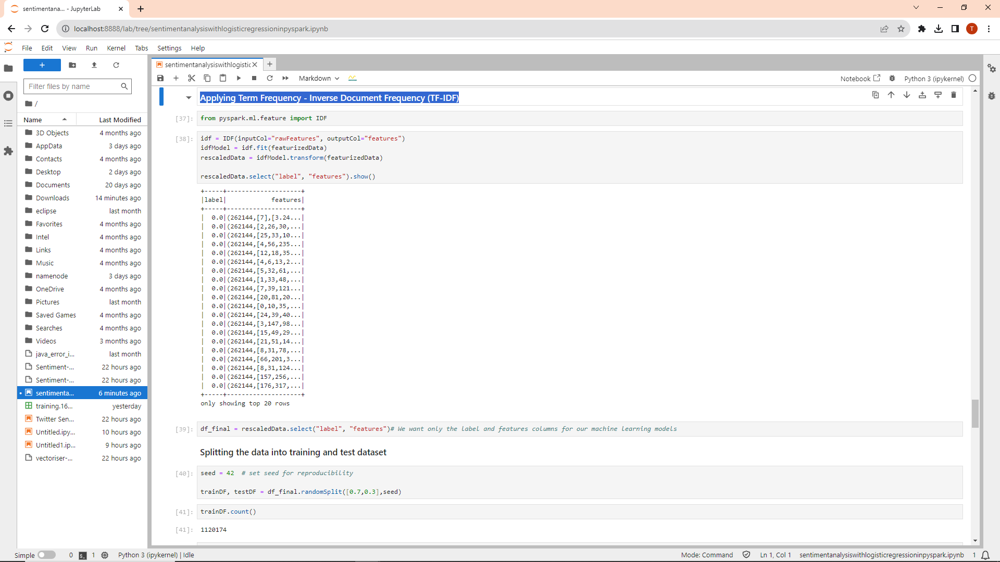 sentimentana... - JupyterLab
localhost:8888/lab/tree/sentimentanalysiswithlogisticregressioninpyspark.ipynb
T
File Edit View Run Kernel Tabs Settings Help
sentimentanalysiswithlogistic
Filter files by name
Markdown
Notebook
Python 3 (ipykernel)
/
Name Last Modified
3D Objects 4 months ago
AppData 3 days ago
Contacts 4 months ago
Desktop 2 days ago
Documents 20 days ago
Downloads 14 minutes ago
eclipse last month
Favorites 4 months ago
Intel 4 months ago
Links 4 months ago
Music 4 months ago
namenode 3 days ago
OneDrive 4 months ago
Pictures last month
Saved Games 4 months ago
Searches 4 months ago
Videos 3 months ago
java_error_i... last month
Sentiment-... 22 hours ago
Sentiment-... 22 hours ago
sentimenta... 6 minutes ago
training.16... yesterday
Twitter Sen... 22 hours ago
Untitled.ipy... 10 hours ago
Untitled1.ip... 9 hours ago
vectoriser-... 22 hours ago
Applying Term Frequency - Inverse Document Frequency (TF-IDF)
[37]: from pyspark.ml.feature import IDF
[38]: idf = IDF(inputCol="rawFeatures", outputCol="features")
idfModel = idf.fit(featurizedData)
rescaledData = idfModel.transform(featurizedData)
rescaledData.select("label", "features").show()
+-----+--------------------+
|label|            features|
+-----+--------------------+
|  0.0|(262144,[7],[3.24...|
|  0.0|(262144,[2,26,30,...|
|  0.0|(262144,[25,33,10...|
|  0.0|(262144,[4,56,235...|
|  0.0|(262144,[12,18,35...|
|  0.0|(262144,[4,6,13,2...|
|  0.0|(262144,[5,32,61,...|
|  0.0|(262144,[1,33,48,...|
|  0.0|(262144,[7,39,121...|
|  0.0|(262144,[20,81,20...|
|  0.0|(262144,[0,10,35,...|
|  0.0|(262144,[24,39,40...|
|  0.0|(262144,[3,147,98...|
|  0.0|(262144,[15,49,29...|
|  0.0|(262144,[21,51,14...|
|  0.0|(262144,[8,31,78,...|
|  0.0|(262144,[66,201,3...|
|  0.0|(262144,[8,31,124...|
|  0.0|(262144,[157,256,...|
|  0.0|(262144,[176,317,...|
+-----+--------------------+
only showing top 20 rows
[39]: df_final = rescaledData.select("label", "features")# We want only the label and features columns for our machine learning models
Splitting the data into training and test dataset
[40]: seed = 42  # set seed for reproducibility
trainDF, testDF = df_final.randomSplit([0.7,0.3],seed)
[41]: trainDF.count()
[41]: 1120174
Simple 0 $_ 1 Python 3 (ipykernel) | Idle
Mode: Command Ln 1, Col 1 sentimentanalysiswithlogisticregressioninpyspark.ipynb 1